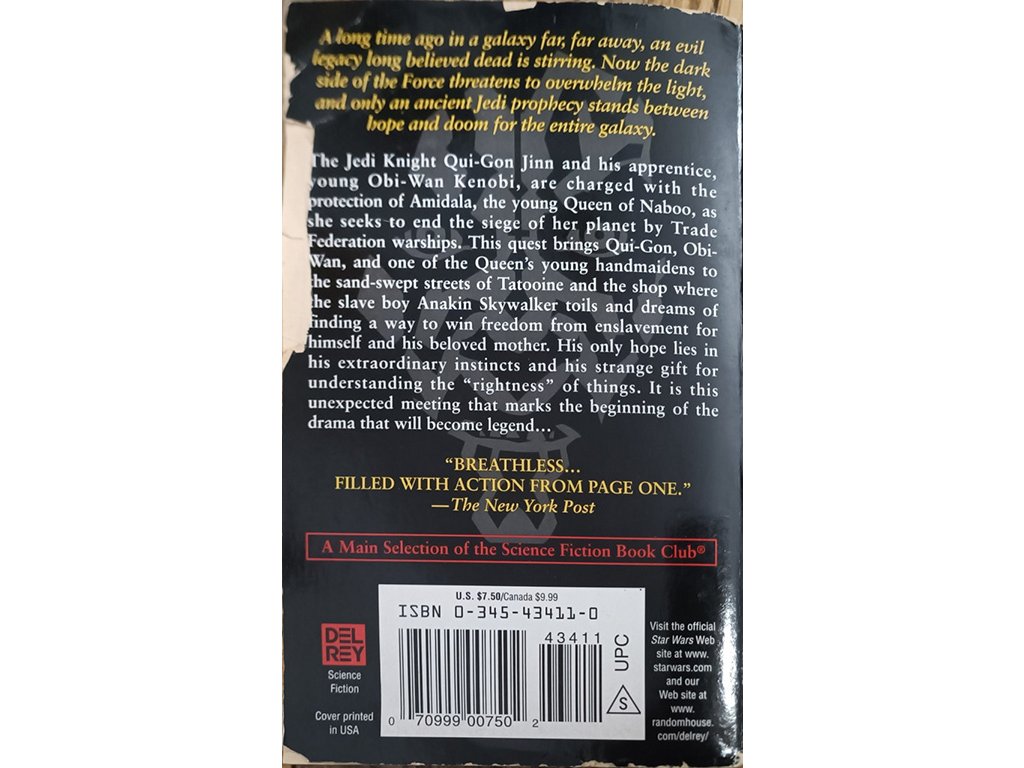 A long time ago in a galaxy far, far away, an evil
legacy long believed dead is stirring. Now the dark
side of the Force threatens to overwhelm the light,
and only an ancient Jedi prophecy stands between
hope and doom for the entire galaxy.
The Jedi Knight Qui-Gon Jinn and his apprentice,
young Obi-Wan Kenobi, are charged with the
protection of Amidala, the young Queen of Naboo, as
she seeks to end the siege of her planet by Trade
Federation warships. This quest brings Qui-Gon, Obi-
Wan, and one of the Queen's young handmaidens to
the sand-swept streets of Tatooine and the shop where
the slave boy Anakin Skywalker toils and dreams of
finding a way to win freedom from enslavement for
himself and his beloved mother. His only hope lies in
his extraordinary instincts and his strange gift for
understanding the "rightness" of things. It is this
unexpected meeting that marks the beginning of the
drama that will become legend...
"BREATHLESS...
FILLED WITH ACTION FROM PAGE ONE."
—The New York Post
A Main Selection of the Science Fiction Book Club®
U.S. $7.50/Canada $9.99
ISBN 0-345-43411-0
43411
UPC
S
0 70999 00750 2
DEL
REY
Science
Fiction
Cover printed
in USA
Visit the official
Star Wars Web
site at www.
starwars.com
and our
Web site at
www.
randomhouse.
com/delrey/